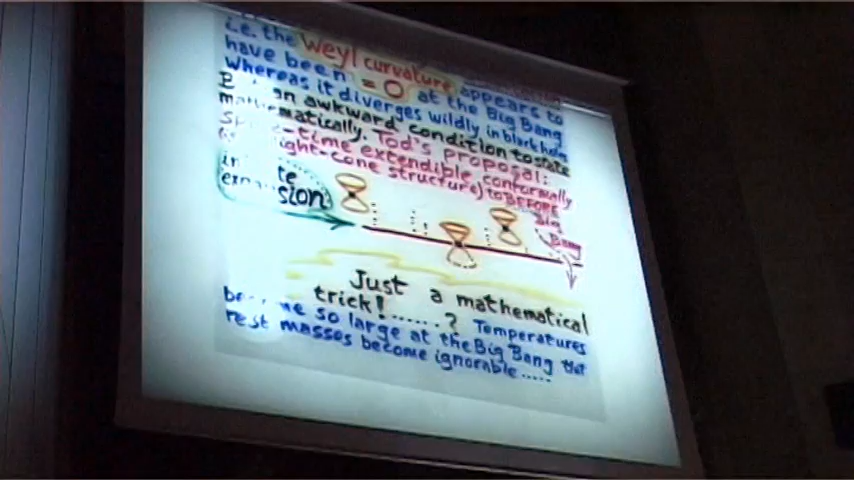 i.e. the Weyl curvature appears to
have been = 0 at the Big Bang
whereas it diverges wildly in black holes
an awkward condition to state
mathematically. Tod's proposal:
-time extendible conformally
light-cone structure) to BEFORE
Big
Bang
sion
Just a mathematical
trick!.......? Temperatures
so large at the Big Bang that
rest masses become ignorable.....